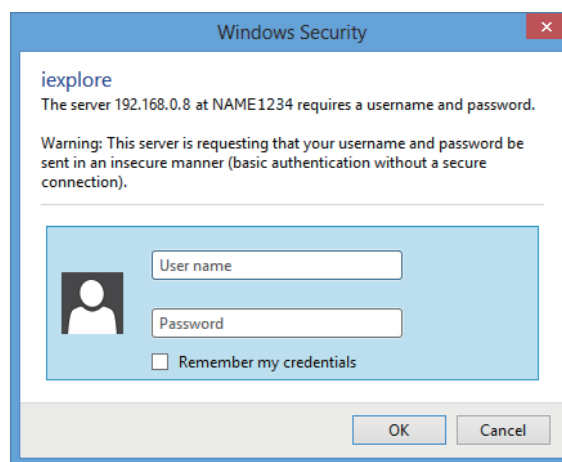 Windows Security
iexplore
The server 192.168.0.8 at NAME1234 requires a username and password.
Warning: This server is requesting that your username and password be
sent in an insecure manner (basic authentication without a secure
connection).
User name
Password
Remember my credentials
OK Cancel